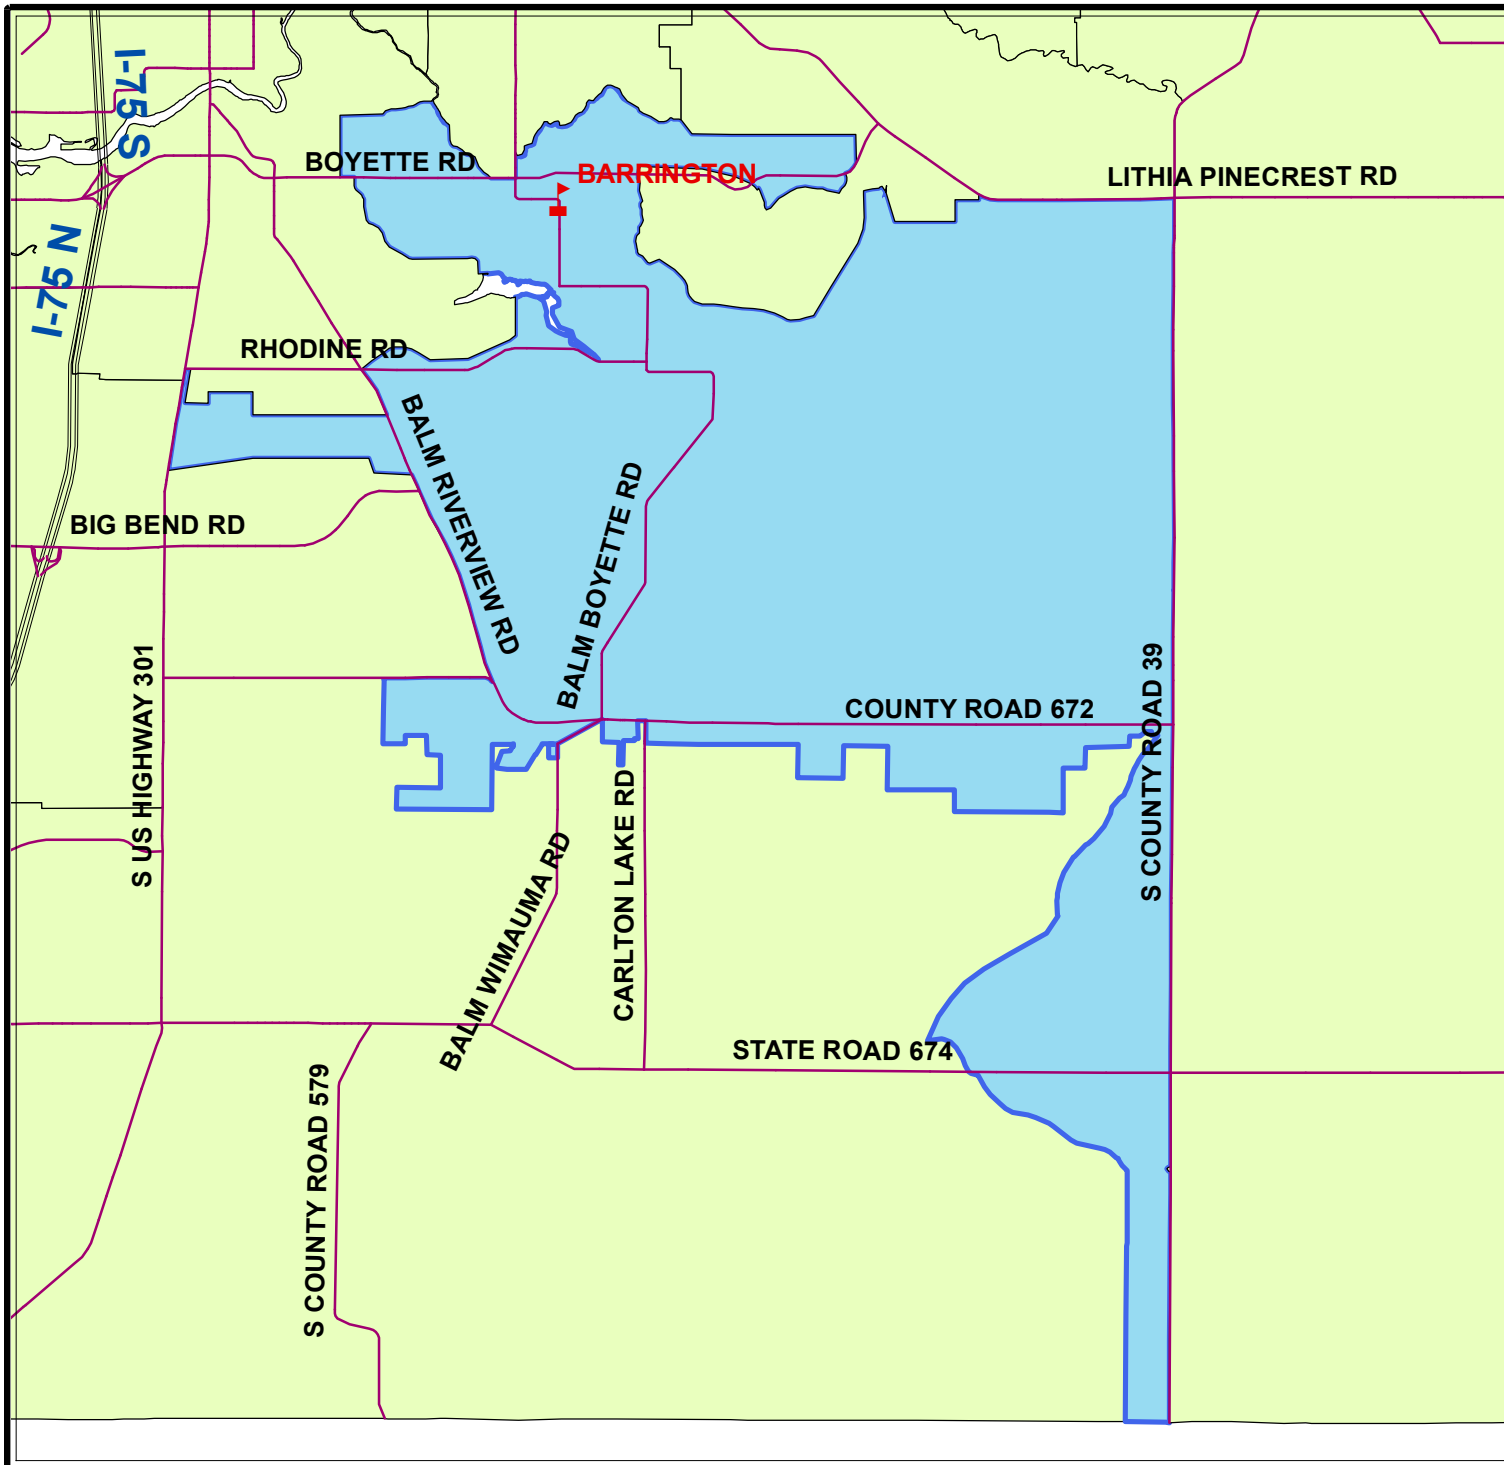 I-75 S
BOYETTE RD
BARRINGTON
LITHIA PINECREST RD
I-75 N
RHODINE RD
BALM RIVERVIEW RD
BALM BOYETTE RD
BIG BEND RD
S US HIGHWAY 301
COUNTY ROAD 672
S COUNTY ROAD 39
CARLTON LAKE RD
BALM WIMAUMA RD
STATE ROAD 674
S COUNTY ROAD 579